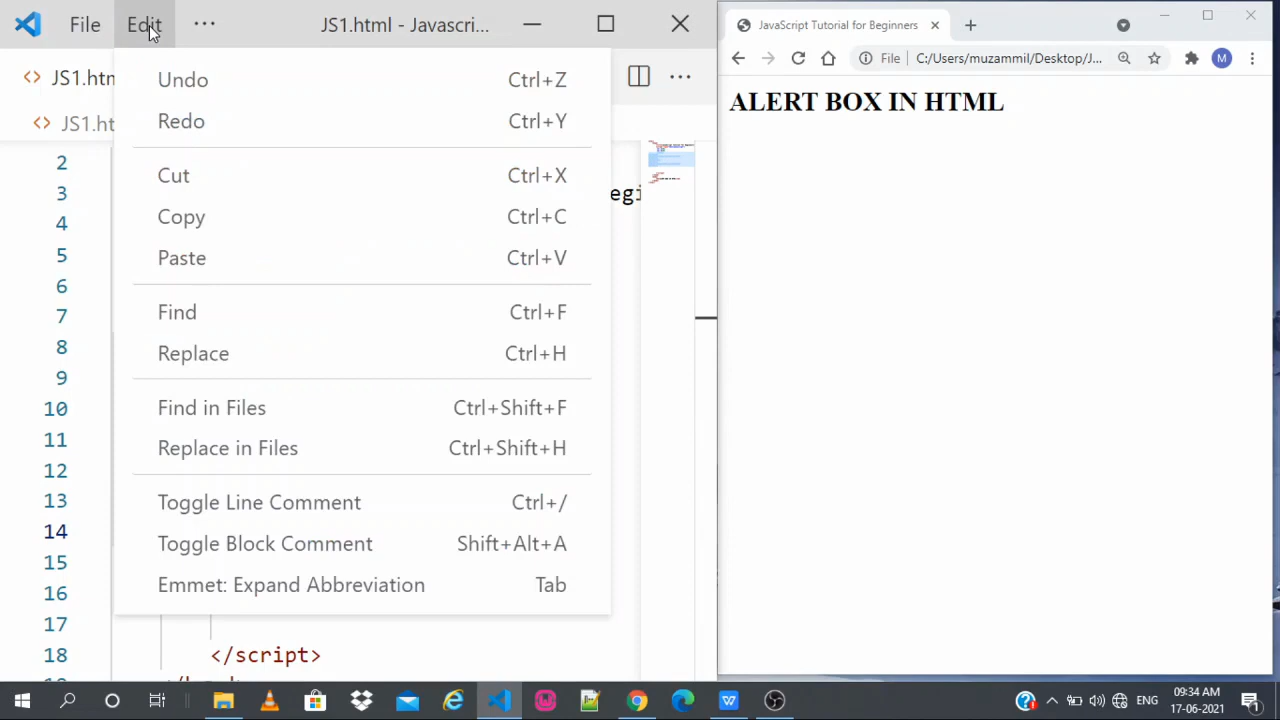 File Edit ··· JS1.html - Javascri...
JS1.htm
JS1.ht
Undo Ctrl+Z
Redo Ctrl+Y
Cut Ctrl+X
Copy Ctrl+C
Paste Ctrl+V
Find Ctrl+F
Replace Ctrl+H
Find in Files Ctrl+Shift+F
Replace in Files Ctrl+Shift+H
Toggle Line Comment Ctrl+/
Toggle Block Comment Shift+Alt+A
Emmet: Expand Abbreviation Tab
2
3 egi
4
5
6
7
8
9
10
11
12
13
14
15
16
17
18 </script>
JavaScript Tutorial for Beginners
File C:/Users/muzammil/Desktop/J... M
ALERT BOX IN HTML
ENG 09:34 AM
17-06-2021